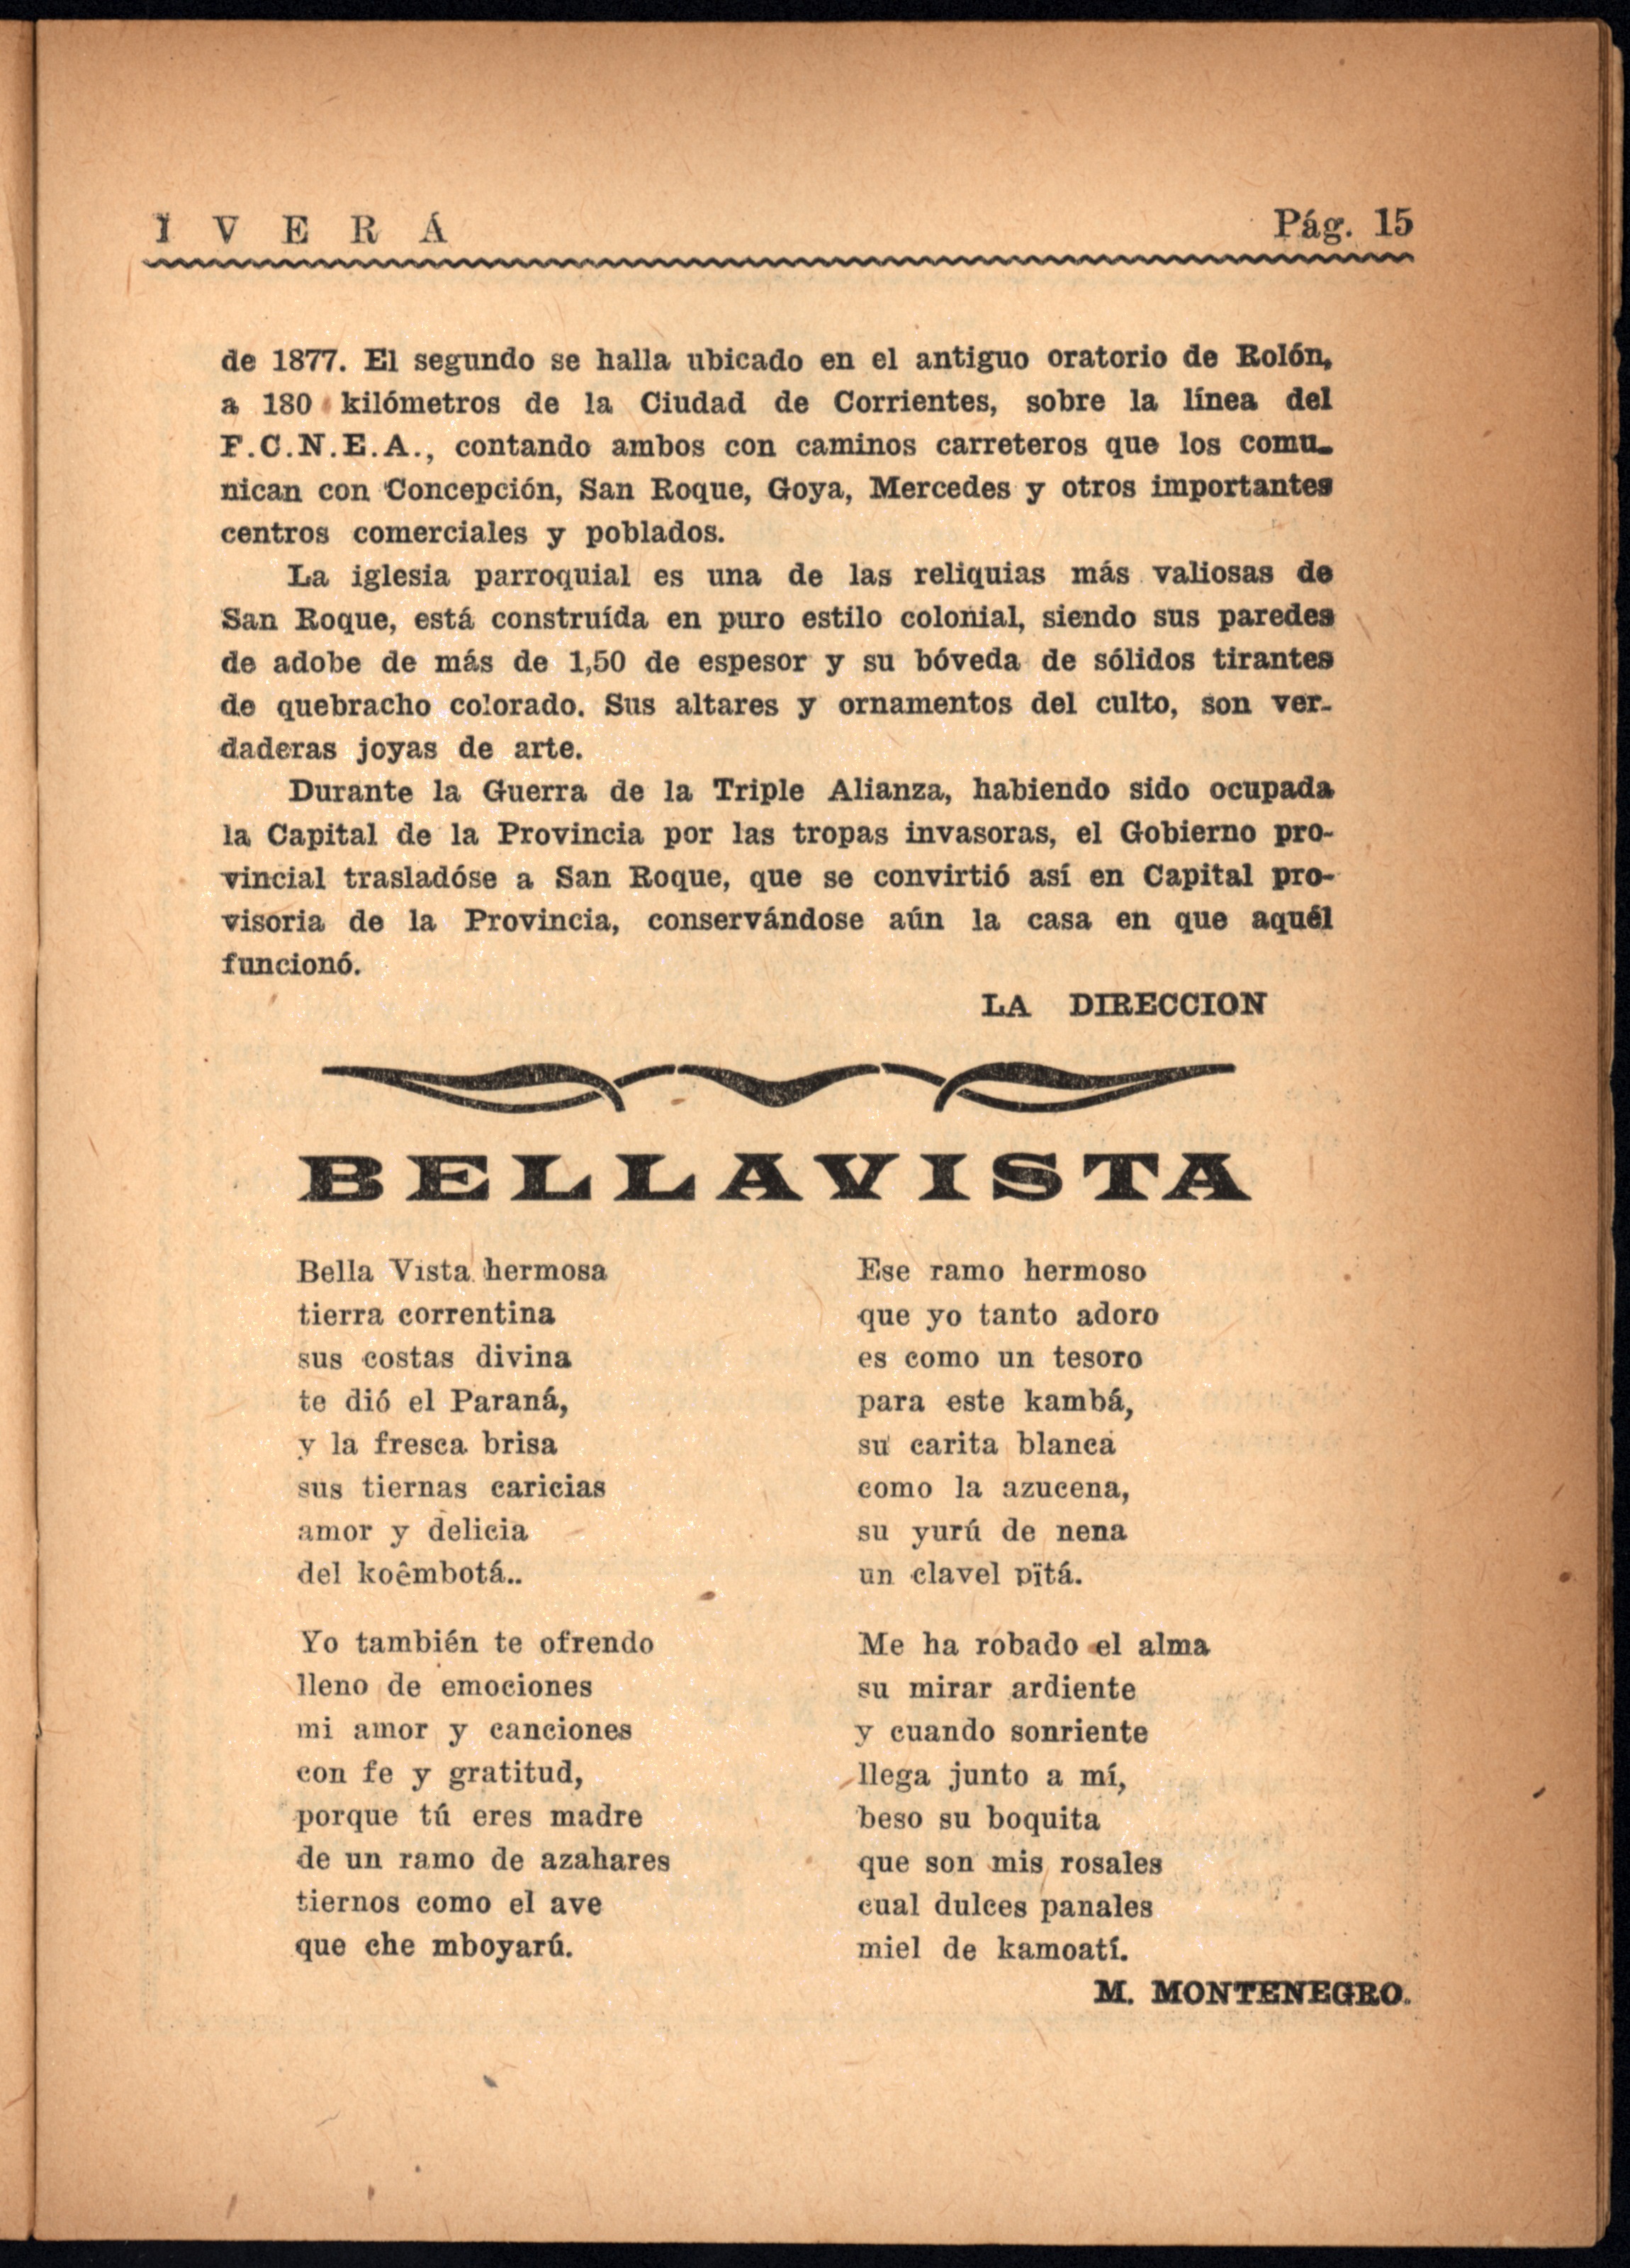 Ï VERÁ
Pág. 15
de 1877. El segundo se halla ubicado en el antiguo oratorio de Rolón,
a 180 kilómetros de la Ciudad de Corrientes, sobre la línea del
F.C.N.E.A., contando ambos con caminos carreteros que los comu-
nican con Concepción, San Roque, Goya, Mercedes y otros importantes
centros comerciales y poblados.
La iglesia parroquial es una de las reliquias más valiosas de
San Roque, está construída en puro estilo colonial, siendo sus paredes
de adobe de más de 1,50 de espesor y su bóveda de sólidos tirantes
de quebracho colorado. Sus altares y ornamentos del culto, son ver-
daderas joyas de arte.
Durante la Guerra de la Triple Alianza, habiendo sido ocupada
la Capital de la Provincia por las tropas invasoras, el Gobierno pro-
vincial trasladóse a San Roque, que se convirtió así en Capital pro-
visoria de la Provincia, conservándose aún la casa en que aquél
funcionó.
LA DIRECCION
BELLAVISTA
Bella Vista hermosa
tierra correntina
sus costas divina
te dió el Paraná,
y la fresca brisa
sus tiernas caricias
amor y delicia
del koêmbotá..
Yo también te ofrendo
lleno de emociones
mi amor y canciones
con fe y gratitud,
porque tú eres madre
de un ramo de azahares
tiernos como el ave
que che mboyarú.
Ese ramo hermoso
que yo tanto adoro
es como un tesoro
para este kambá,
su carita blanca
como la azucena,
su yurú de nena
un clavel pïtá.
Me ha robado el alma
su mirar ardiente
y cuando sonriente
llega junto a mí,
beso su boquita
que son mis rosales
cual dulces panales
miel de kamoatí.
M. MONTENEGRO.